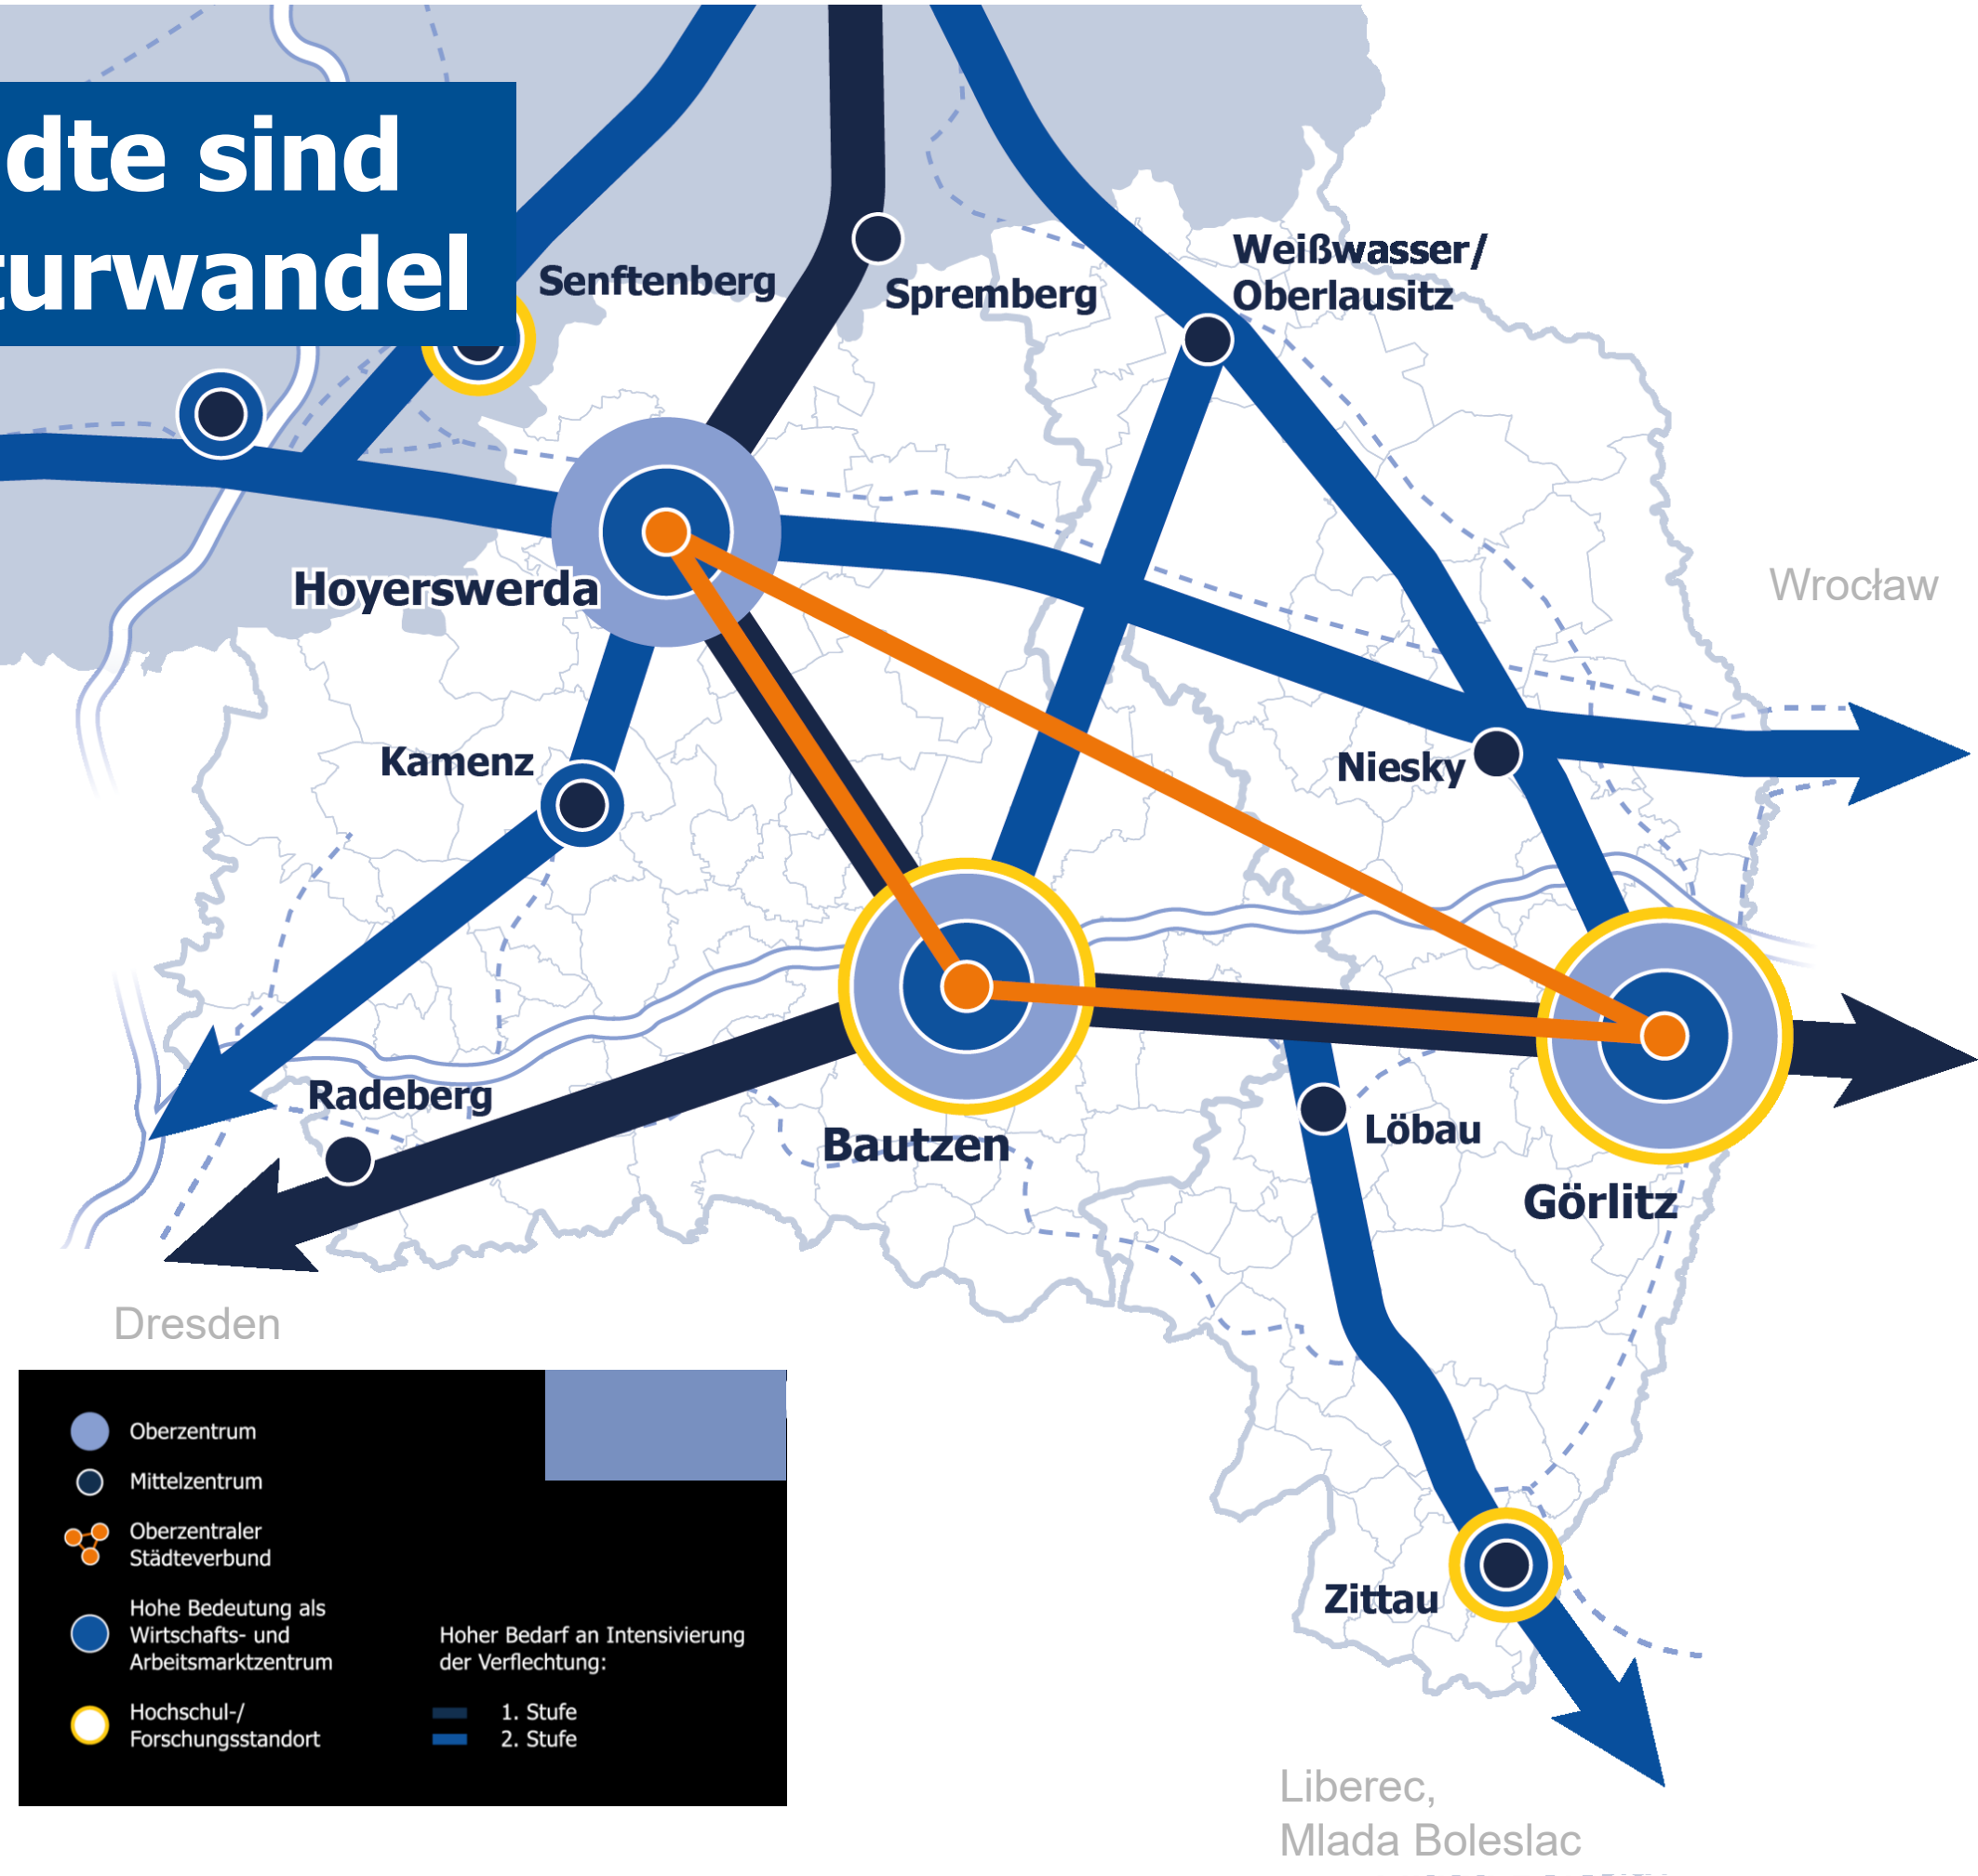 dte sind
turwandel
Senftenberg
Spremberg
Weißwasser/
Oberlausitz
Hoyerswerda
Wrocław
Kamenz
Niesky
Radeberg
Bautzen
Löbau
Görlitz
Dresden
Zittau
Oberzentrum
Mittelzentrum
Oberzentraler
Städteverbund
Hohe Bedeutung als
Wirtschafts- und
Arbeitsmarktzentrum
Hochschul-/
Forschungsstandort
Hoher Bedarf an Intensivierung
der Verflechtung:
1. Stufe
2. Stufe
Liberec,
Mlada Boleslac